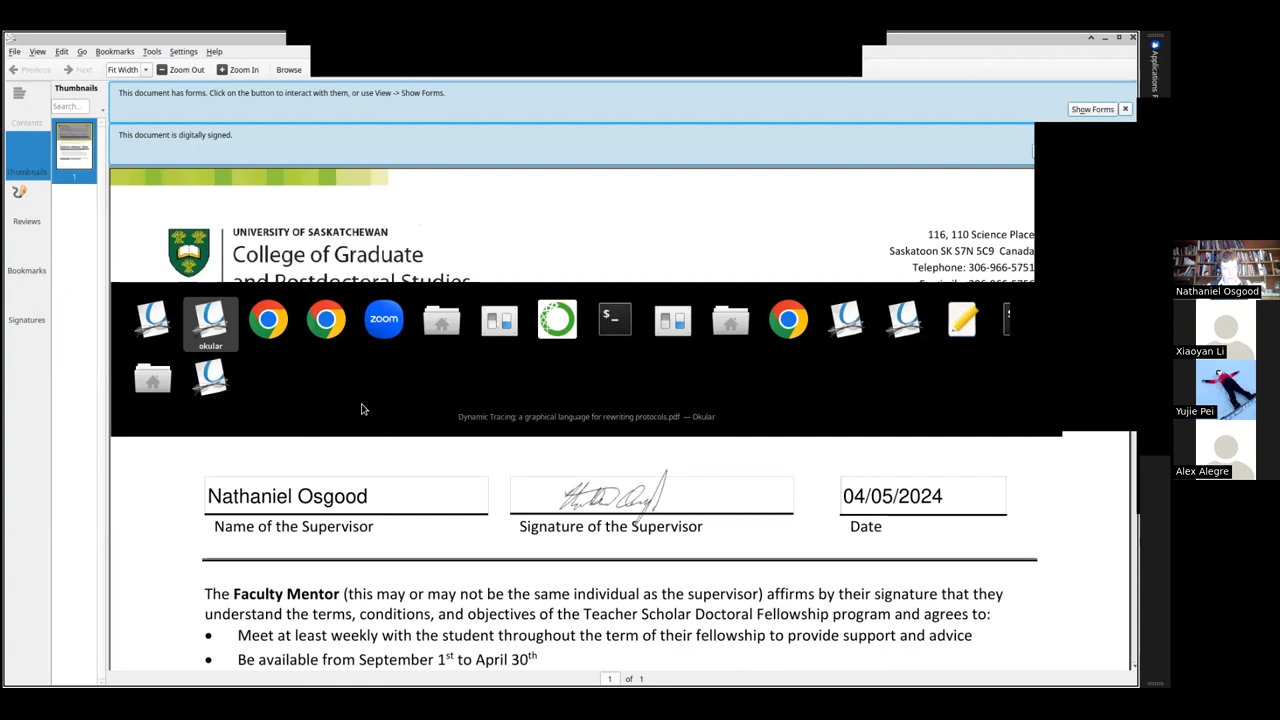 File View Edit Go Bookmarks Tools Settings Help
Previous Next Fit Width Zoom Out Zoom In Browse
Thumbnails
Search...
Contents
Thumbnails
1
Reviews
Bookmarks
Signatures
This document has forms. Click on the button to interact with them, or use View -> Show Forms.
Show Forms
This document is digitally signed.
UNIVERSITY OF SASKATCHEWAN
College of Graduate
and Postdoctoral Studies
116, 110 Science Place
Saskatoon SK S7N 5C9 Canada
Telephone: 306-966-5751
zoom
okular
Dynamic Tracing; a graphical language for rewriting protocols.pdf — Okular
Nathaniel Osgood
04/05/2024
Name of the Supervisor
Signature of the Supervisor
Date
The Faculty Mentor (this may or may not be the same individual as the supervisor) affirms by their signature that they
understand the terms, conditions, and objectives of the Teacher Scholar Doctoral Fellowship program and agrees to:
• Meet at least weekly with the student throughout the term of their fellowship to provide support and advice
• Be available from September 1st to April 30th
1 of 1
Nathaniel Osgood
Xiaoyan Li
Yujie Pei
Alex Alegre